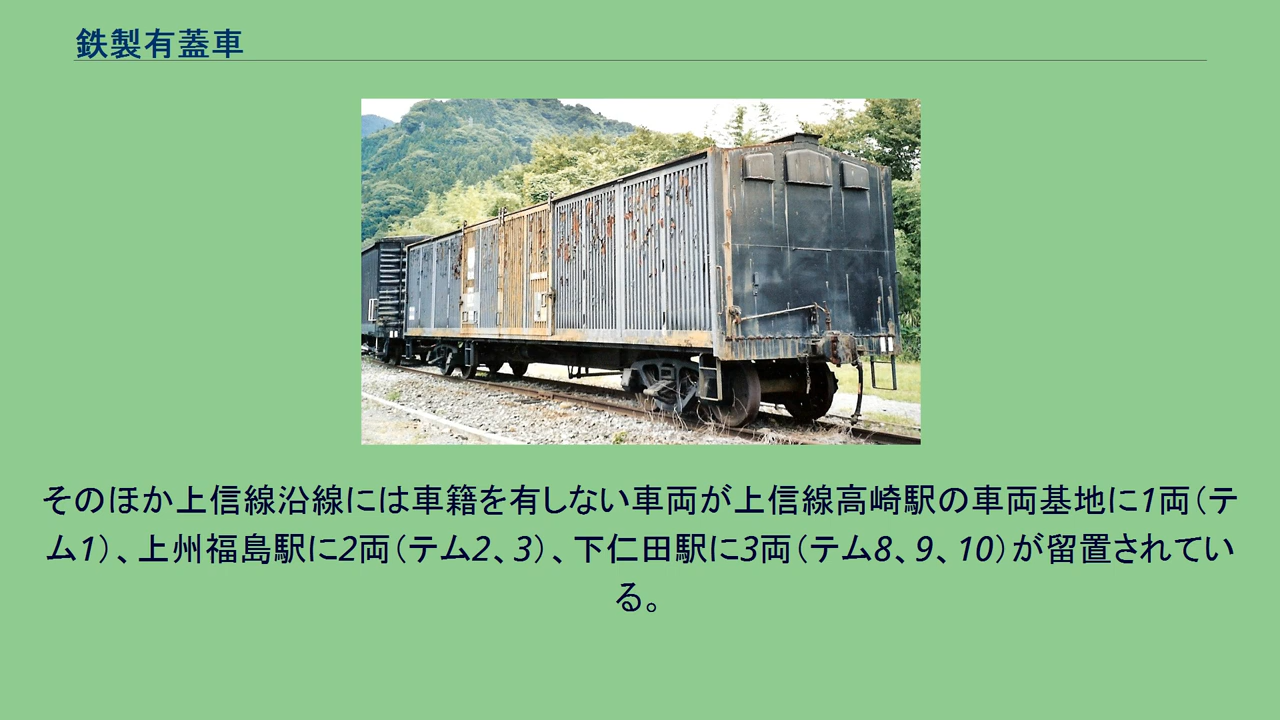 鉄製有蓋車
そのほか上信線沿線には車籍を有しない車両が上信線高崎駅の車両基地に1両（テ
ム1）、上州福島駅に2両（テム2、3）、下仁田駅に3両（テム8、9、10）が留置されてい
る。